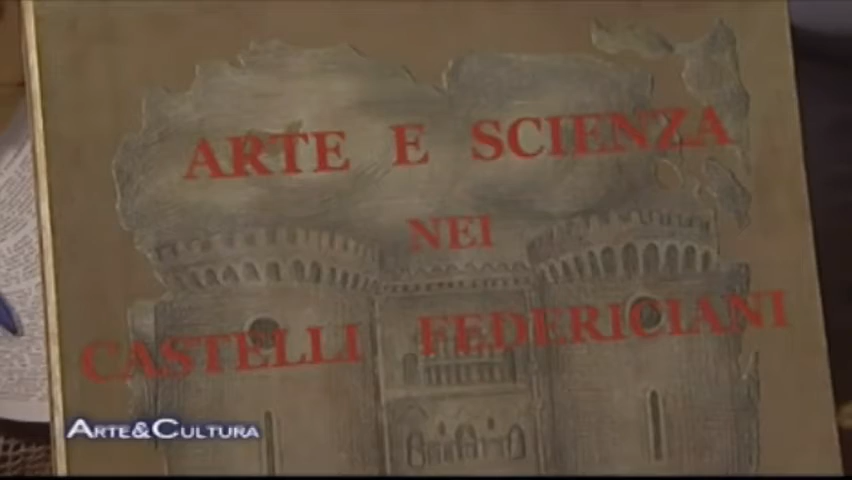 ARTE E SCIENZA
NEI
CASTELLI FEDERICIANI
ARTE&CULTURA